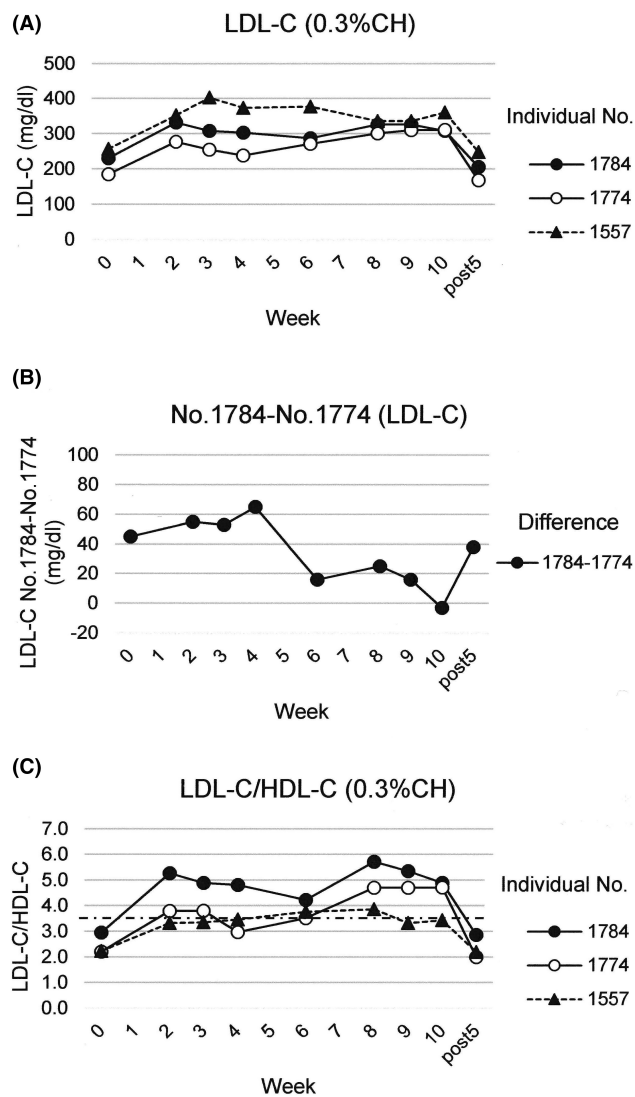 (A)
LDL-C (0.3%CH)
LDL-C (mg/dl)
500
400
300
200
100
0
0 1 2 3 4 5 6 7 8 9 10 post5
Week
Individual No.
1784
1774
1557
(B)
No.1784-No.1774 (LDL-C)
LDL-C No.1784-No.1774
(mg/dl)
100
80
60
40
20
0
-20
0 1 2 3 4 5 6 7 8 9 10 post5
Week
Difference
1784-1774
(C)
LDL-C/HDL-C (0.3%CH)
LDL-C/HDL-C
7.0
6.0
5.0
4.0
3.0
2.0
1.0
0.0
0 1 2 3 4 5 6 7 8 9 10 post5
Week
Individual No.
1784
1774
1557